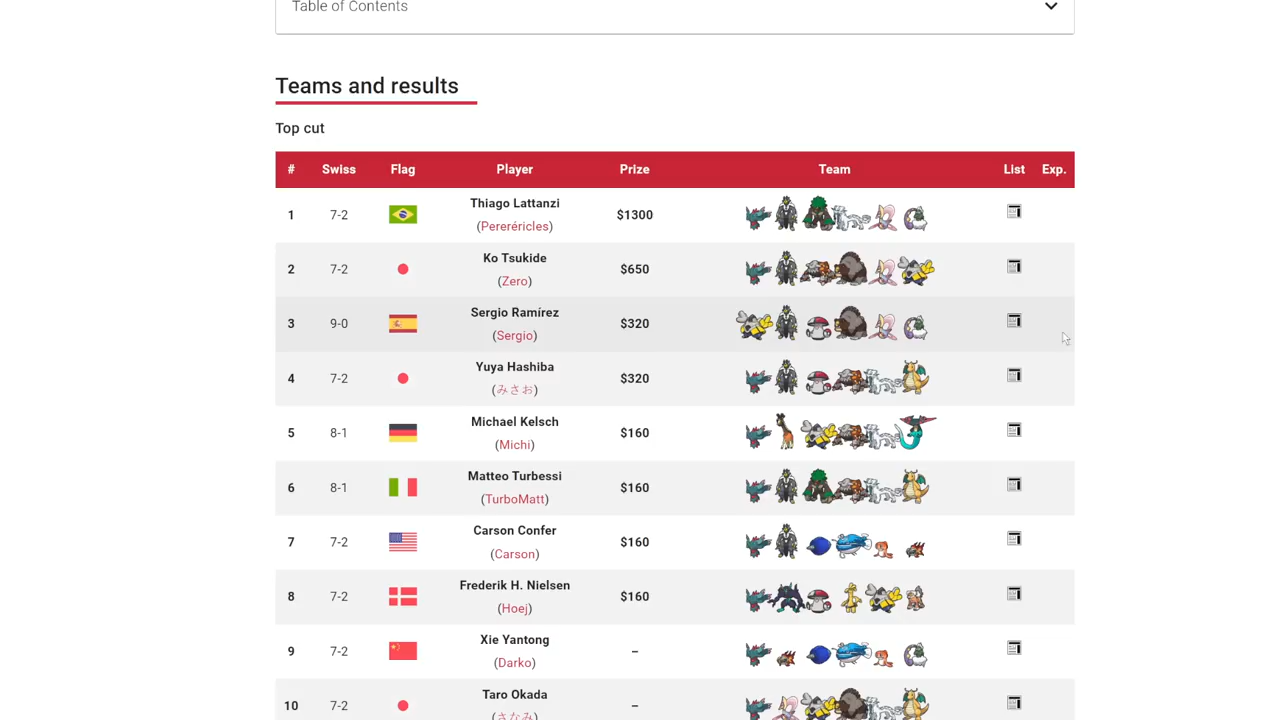 Table of Contents
Teams and results
Top cut
# Swiss Flag Player Prize Team List Exp.
1 7-2 Thiago Lattanzi (Pereréricles) $1300
2 7-2 Ko Tsukide (Zero) $650
3 9-0 Sergio Ramírez (Sergio) $320
4 7-2 Yuya Hashiba (みさお) $320
5 8-1 Michael Kelsch (Michi) $160
6 8-1 Matteo Turbessi (TurboMatt) $160
7 7-2 Carson Confer (Carson) $160
8 7-2 Frederik H. Nielsen (Hoej) $160
9 7-2 Xie Yantong (Darko) –
10 7-2 Taro Okada (さなみ) –